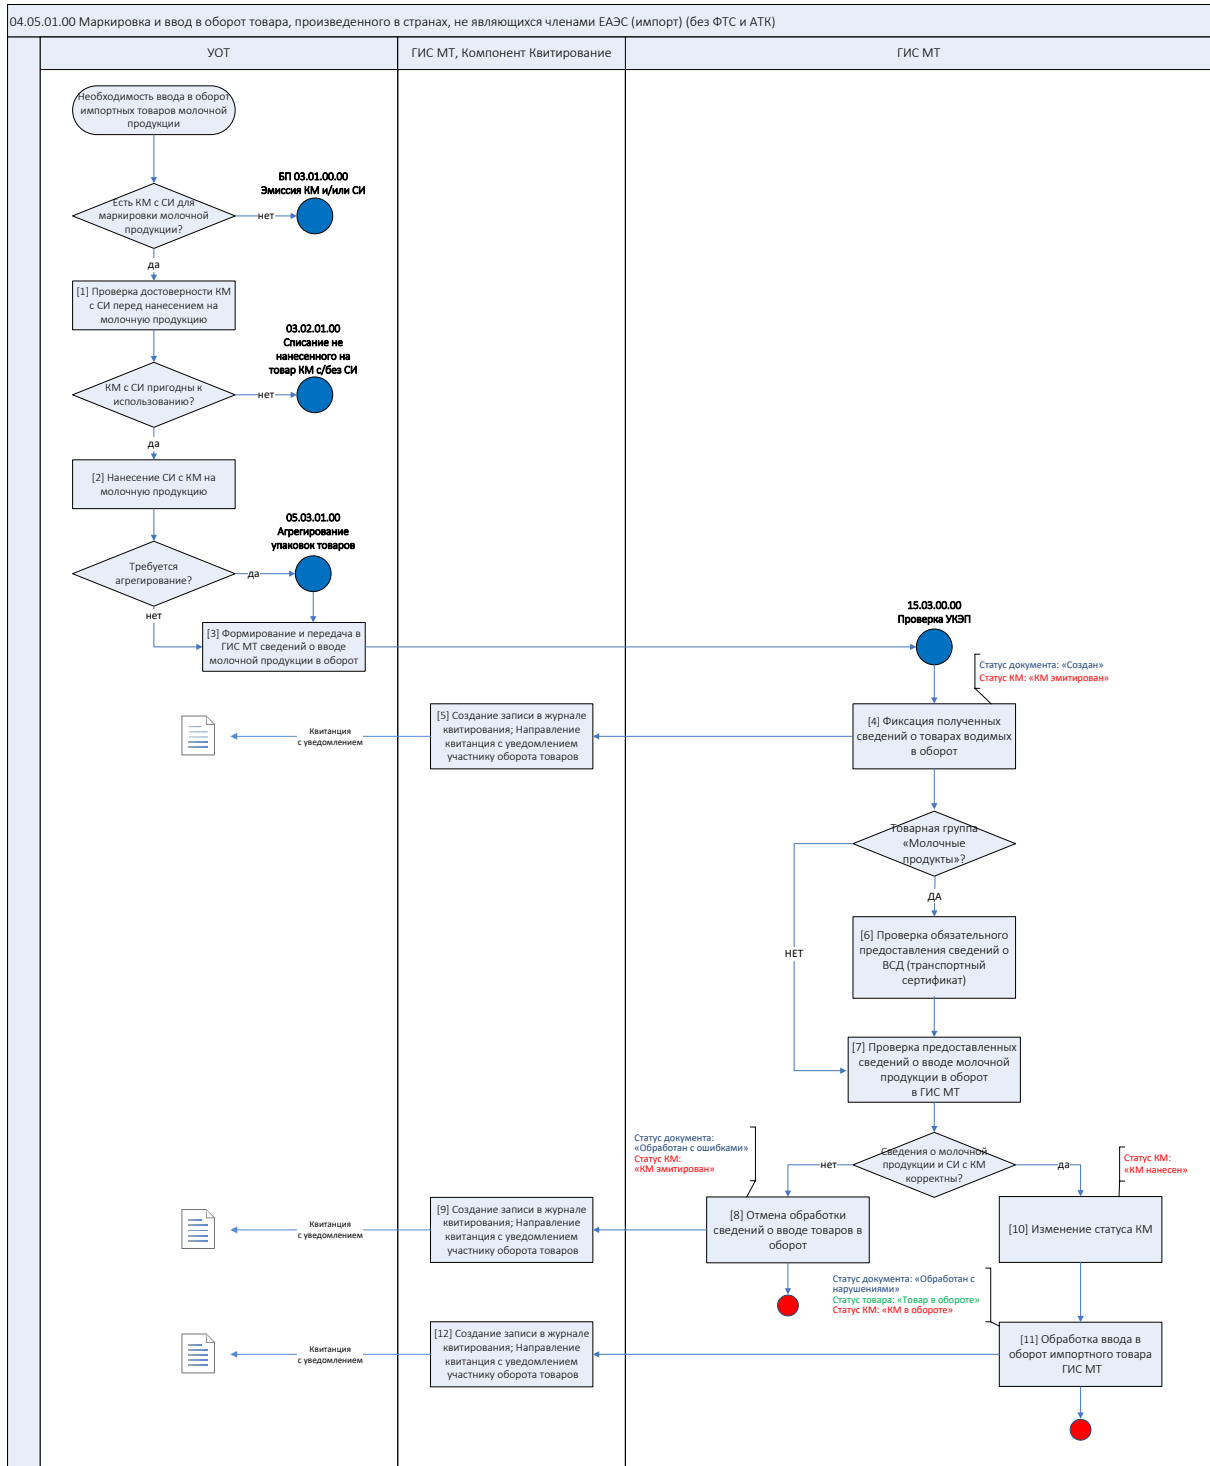 04.05.01.00 Маркировка и ввод в оборот товара, произведенного в странах, не являющихся членами ЕАЭС (импорт) (без ФТС и АТК)
УОТ
ГИС МТ, Компонент Квитирование
ГИС МТ
Необходимость ввода в оборот
импортных товаров молочной
продукции
БП 03.01.00.00
Эмиссия КМ и/или СИ
Есть КМ с СИ для
маркировки молочной
продукции?
нет
да
[1] Проверка достоверности КМ
с СИ перед нанесением на
молочную продукцию
03.02.01.00
Списание не
нанесенного на
товар КМ с/без СИ
КМ с СИ пригодны к
использованию?
нет
да
[2] Нанесение СИ с КМ на
молочную продукцию
05.03.01.00
Агрегирование
упаковок товаров
Требуется
агрегирование?
да
нет
[3] Формирование и передача в
ГИС МТ сведений о вводе
молочной продукции в оборот
15.03.00.00
Проверка УКЭП
Статус документа: «Создан»
Статус КМ: «КМ эмитирован»
[4] Фиксация полученных
сведений о товарах водимых
в оборот
[5] Создание записи в журнале
квитирования; Направление
квитанция с уведомлением
участнику оборота товаров
Квитанция
с уведомлением
Товарная группа
«Молочные
продукты»?
ДА
НЕТ
[6] Проверка обязательного
предоставления сведений о
ВСД (транспортный
сертификат)
[7] Проверка предоставленных
сведений о вводе молочной
продукции в оборот
в ГИС МТ
Статус документа:
«Обработан с ошибками»
Статус КМ:
«КМ эмитирован»
Сведения о молочной
продукции и СИ с КМ
корректны?
нет
да
Статус КМ:
«КМ нанесен»
[8] Отмена обработки
сведений о вводе товаров в
оборот
[9] Создание записи в журнале
квитирования; Направление
квитанция с уведомлением
участнику оборота товаров
Квитанция
с уведомлением
[10] Изменение статуса КМ
Статус документа: «Обработан с
нарушениями»
Статус товара: «Товар в обороте»
Статус КМ: «КМ в обороте»
[11] Обработка ввода в
оборот импортного товара
ГИС МТ
[12] Создание записи в журнале
квитирования; Направление
квитанция с уведомлением
участнику оборота товаров
Квитанция
с уведомлением